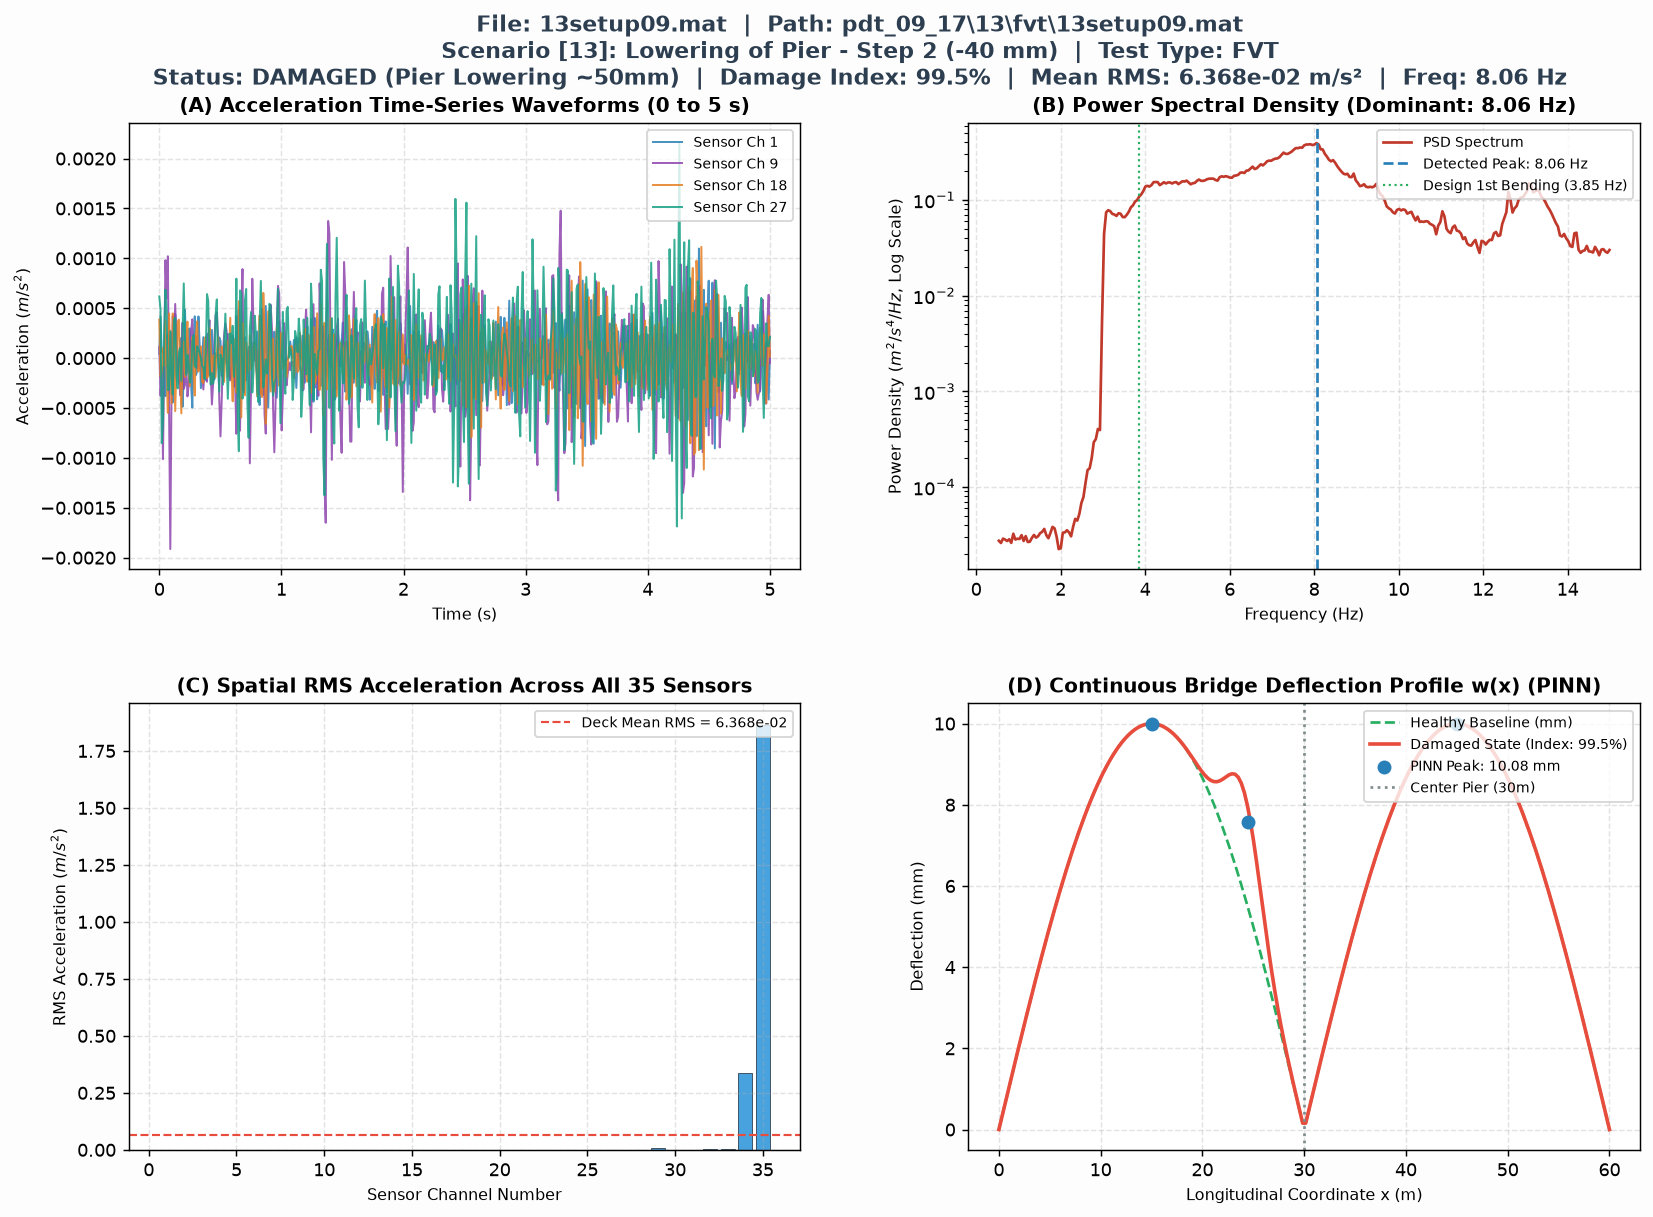 File: 13setup09.mat | Path: pdt_09_17\13\fvt\13setup09.mat
Scenario [13]: Lowering of Pier - Step 2 (-40 mm) | Test Type: FVT
Status: DAMAGED (Pier Lowering ~50mm) | Damage Index: 99.5% | Mean RMS: 6.368e-02 m/s² | Freq: 8.06 Hz
(A) Acceleration Time-Series Waveforms (0 to 5 s)
Sensor Ch 1
Sensor Ch 9
Sensor Ch 18
Sensor Ch 27
Acceleration (m/s²)
0.0020
0.0015
0.0010
0.0005
0.0000
−0.0005
−0.0010
−0.0015
−0.0020
0 1 2 3 4 5
Time (s)
(B) Power Spectral Density (Dominant: 8.06 Hz)
PSD Spectrum
Detected Peak: 8.06 Hz
Design 1st Bending (3.85 Hz)
Power Density (m²/s⁴/Hz, Log Scale)
10⁻¹
10⁻²
10⁻³
10⁻⁴
0 2 4 6 8 10 12 14
Frequency (Hz)
(C) Spatial RMS Acceleration Across All 35 Sensors
Deck Mean RMS = 6.368e-02
RMS Acceleration (m/s²)
1.75
1.50
1.25
1.00
0.75
0.50
0.25
0.00
0 5 10 15 20 25 30 35
Sensor Channel Number
(D) Continuous Bridge Deflection Profile w(x) (PINN)
Healthy Baseline (mm)
Damaged State (Index: 99.5%)
PINN Peak: 10.08 mm
Center Pier (30m)
Deflection (mm)
10
8
6
4
2
0
0 10 20 30 40 50 60
Longitudinal Coordinate x (m)